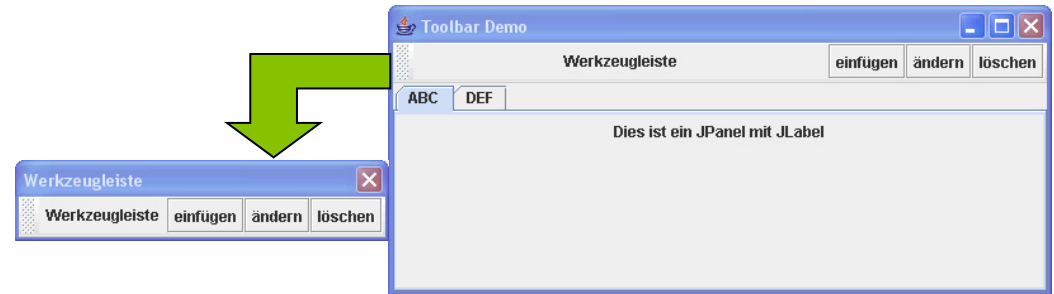 Toolbar Demo
Werkzeugleiste einfügen ändern löschen
ABC DEF
Dies ist ein JPanel mit JLabel
Werkzeugleiste
Werkzeugleiste einfügen ändern löschen